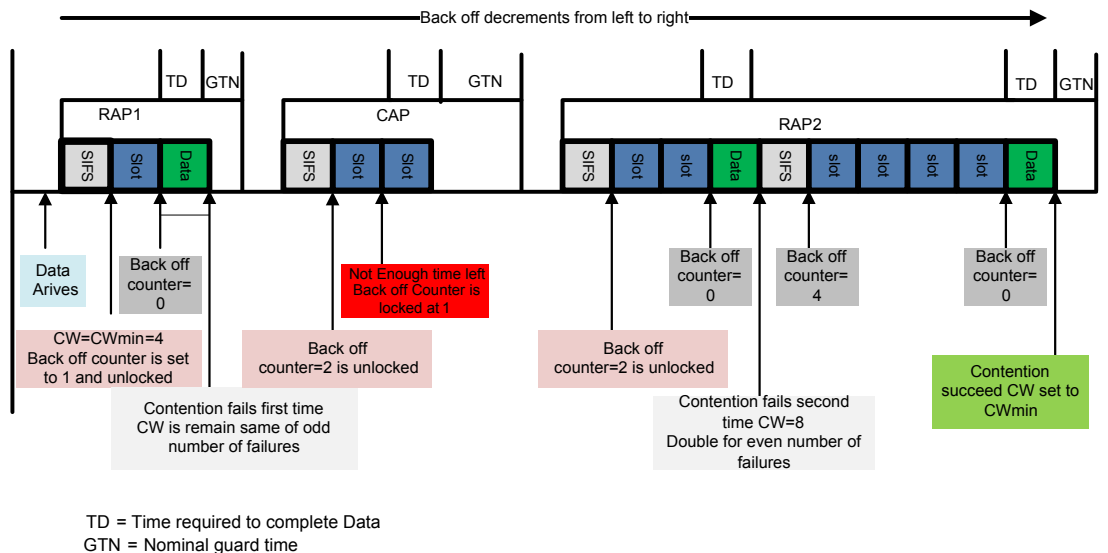 Back off decrements from left to right
TD
GTN
TD
GTN
TD
TD
GTN
RAP1
CAP
RAP2
SIFS
Slot
Data
SIFS
Slot
Slot
SIFS
Slot
slot
Data
SIFS
slot
slot
slot
slot
Data
Data
Arives
Back off
counter=
0
Not Enough time left
Back off Counter is
locked at 1
Back off
counter=
0
Back off
counter=
4
Back off
counter=
0
CW=CWmin=4
Back off counter is set
to 1 and unlocked
Back off
counter=2 is unlocked
Back off
counter=2 is unlocked
Contention
succeed CW set to
CWmin
Contention fails first time
CW is remain same of odd
number of failures
Contention fails second
time CW=8
Double for even number of
failures
TD = Time required to complete Data
GTN = Nominal guard time